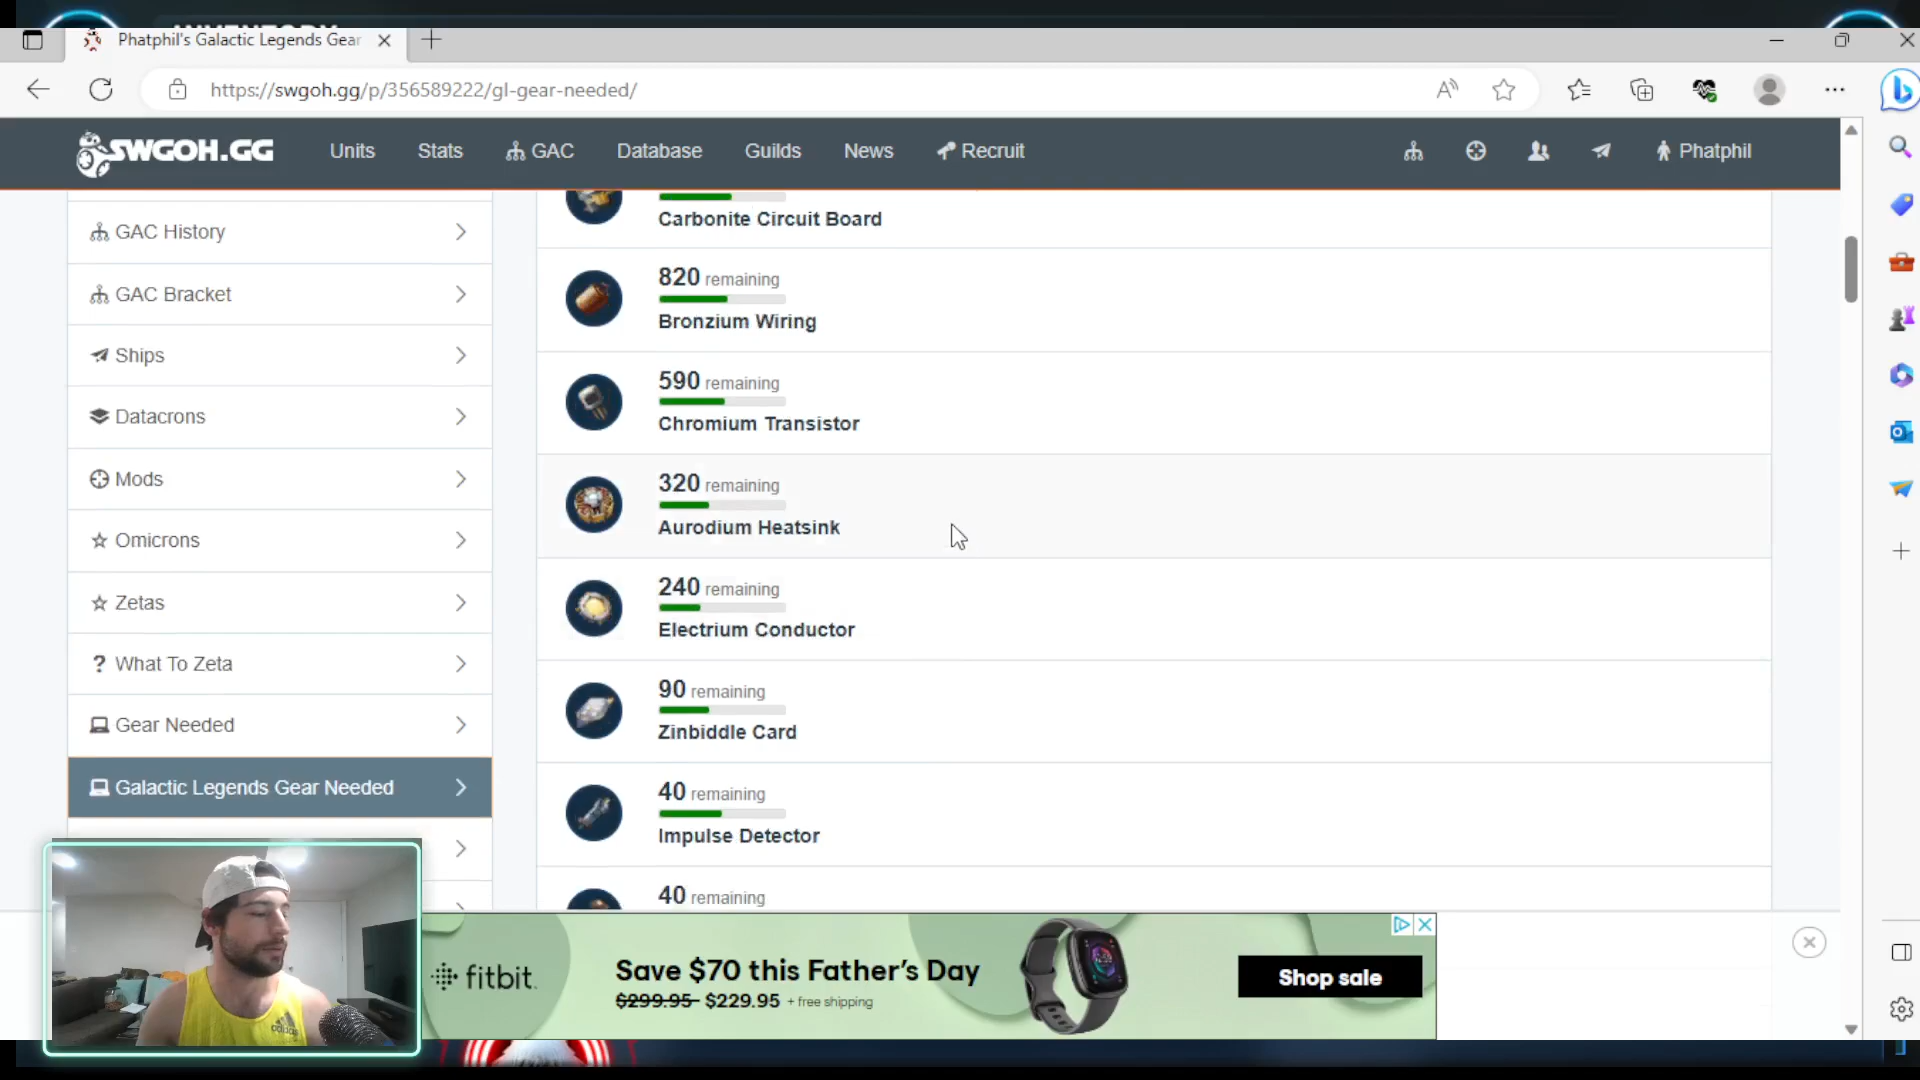 Phatphil's Galactic Legends Gear
https://swgoh.gg/p/356589222/gl-gear-needed/
SWGOH.GG
Units
Stats
GAC
Database
Guilds
News
Recruit
Phatphil
GAC History
GAC Bracket
Ships
Datacrons
Mods
Omicrons
Zetas
? What To Zeta
Gear Needed
Galactic Legends Gear Needed
Carbonite Circuit Board
820 remaining
Bronzium Wiring
590 remaining
Chromium Transistor
320 remaining
Aurodium Heatsink
240 remaining
Electrium Conductor
90 remaining
Zinbiddle Card
40 remaining
Impulse Detector
40 remaining
fitbit.
Save $70 this Father's Day
$299.95 $229.95 + free shipping
Shop sale
adidas